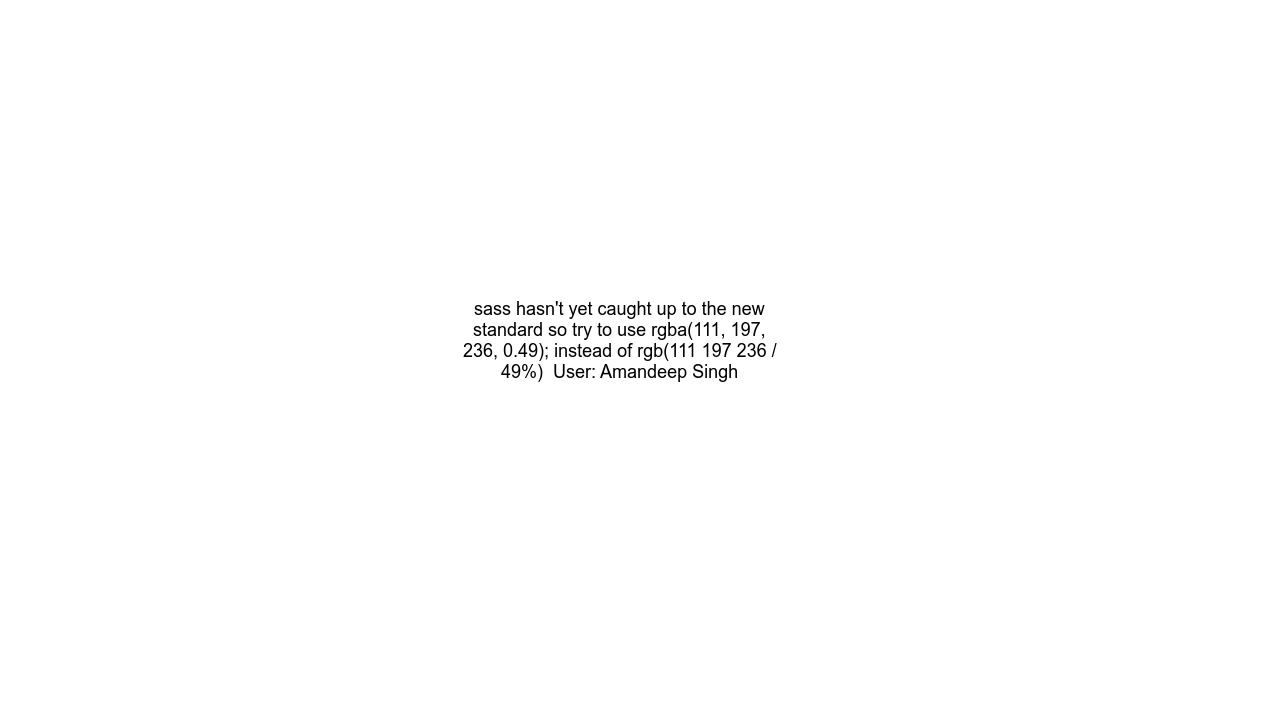 sass hasn't yet caught up to the new
standard so try to use rgba(111, 197,
236, 0.49); instead of rgb(111 197 236 /
49%)  User: Amandeep Singh